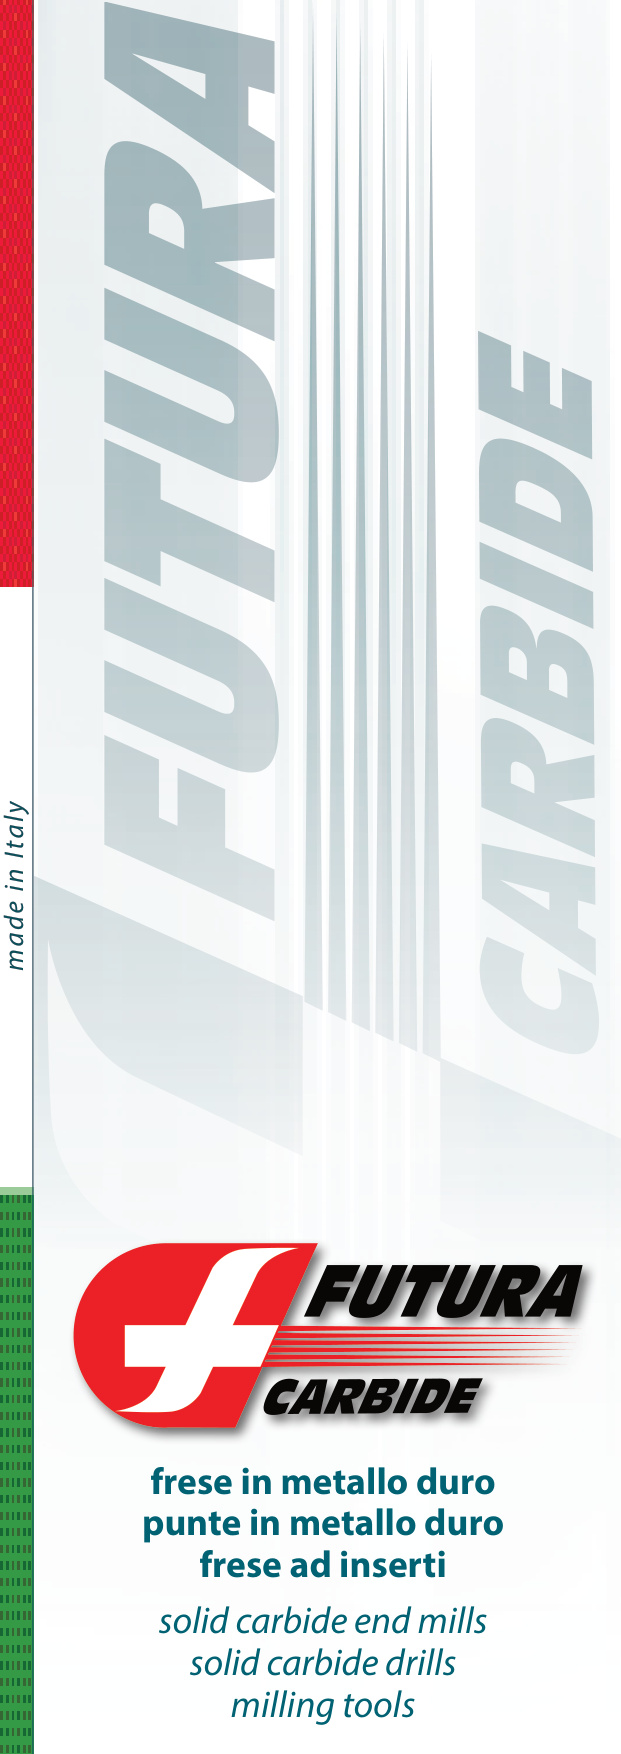 FUTURA
CARBIDE
made in Italy
FUTURA
CARBIDE
frese in metallo duro
punte in metallo duro
frese ad inserti
solid carbide end mills
solid carbide drills
milling tools